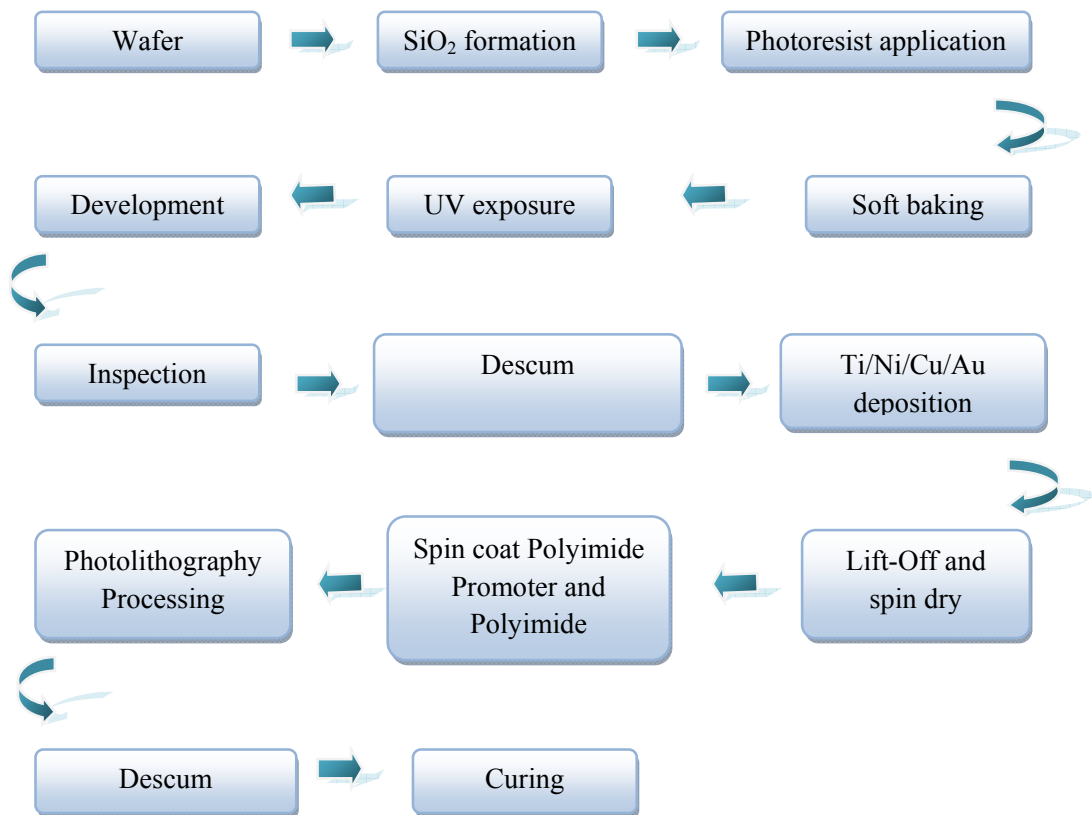 Wafer
SiO₂ formation
Photoresist application
Soft baking
UV exposure
Development
Inspection
Descum
Ti/Ni/Cu/Au
deposition
Lift-Off and
spin dry
Spin coat Polyimide
Promoter and
Polyimide
Photolithography
Processing
Descum
Curing